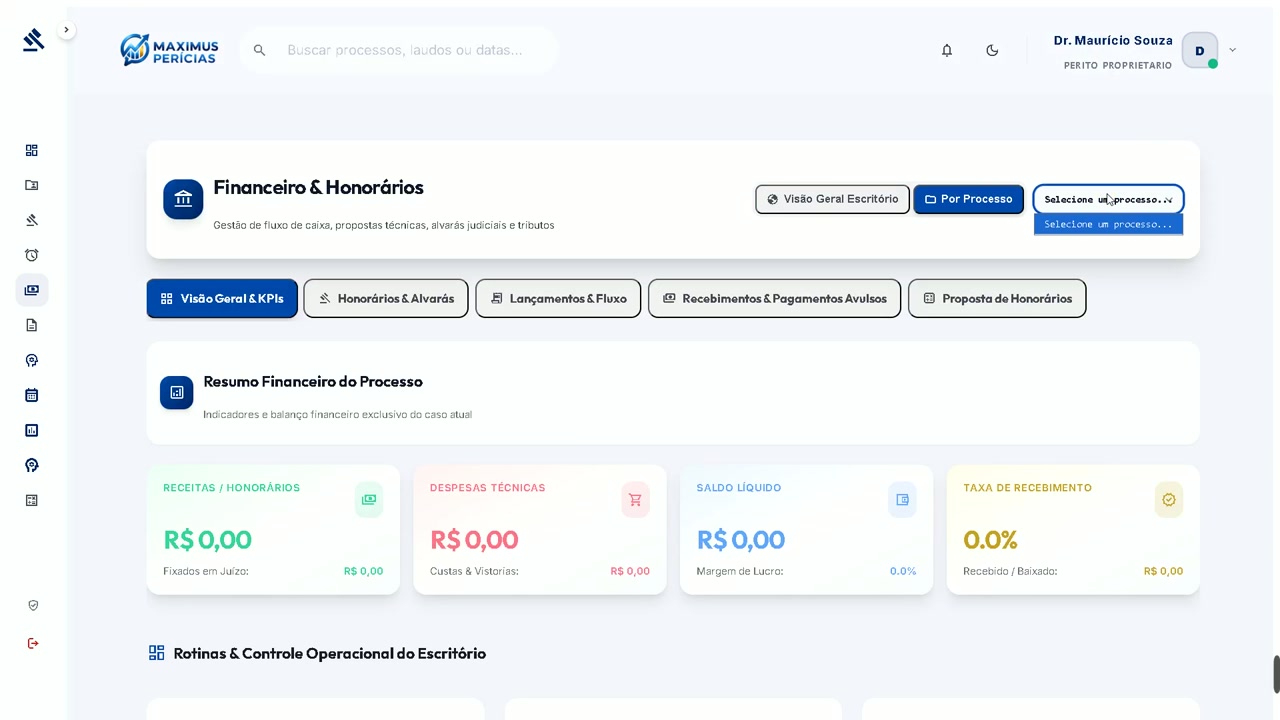 MAXIMUS
PERÍCIAS
Buscar processos, laudos ou datas...
Dr. Maurício Souza
PERITO PROPRIETARIO
D
Financeiro & Honorários
Gestão de fluxo de caixa, propostas técnicas, alvarás judiciais e tributos
Visão Geral Escritório
Por Processo
Selecione um processo...
Selecione um processo...
Visão Geral & KPIs
Honorários & Alvarás
Lançamentos & Fluxo
Recebimentos & Pagamentos Avulsos
Proposta de Honorários
Resumo Financeiro do Processo
Indicadores e balanço financeiro exclusivo do caso atual
RECEITAS / HONORÁRIOS
R$ 0,00
Fixados em Juízo: R$ 0,00
DESPESAS TÉCNICAS
R$ 0,00
Custas & Vistorias: R$ 0,00
SALDO LÍQUIDO
R$ 0,00
Margem de Lucro: 0.0%
TAXA DE RECEBIMENTO
0.0%
Recebido / Baixado: R$ 0,00
Rotinas & Controle Operacional do Escritório